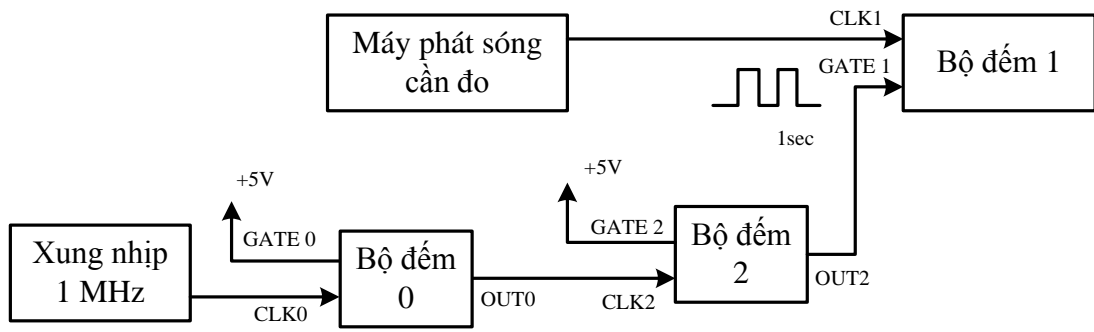 CLK1
Máy phát sóng
cần đo
GATE 1
Bộ đếm 1
1sec
+5V
+5V
GATE 0
GATE 2
Xung nhịp
1 MHz
Bộ đếm
0
Bộ đếm
2
CLK0
OUT0
CLK2
OUT2